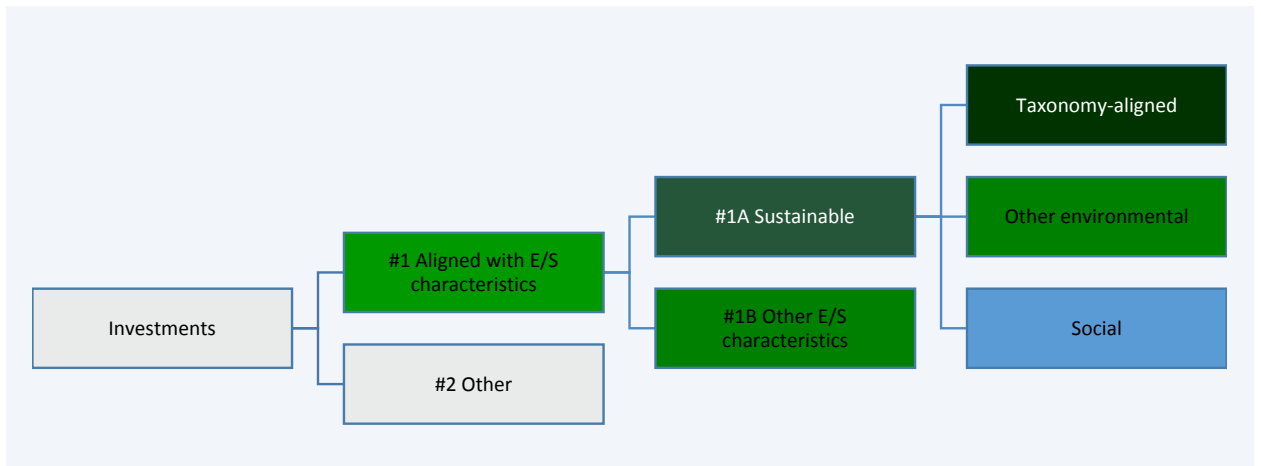 Investments
#1 Aligned with E/S
characteristics
#2 Other
#1A Sustainable
#1B Other E/S
characteristics
Taxonomy-aligned
Other environmental
Social